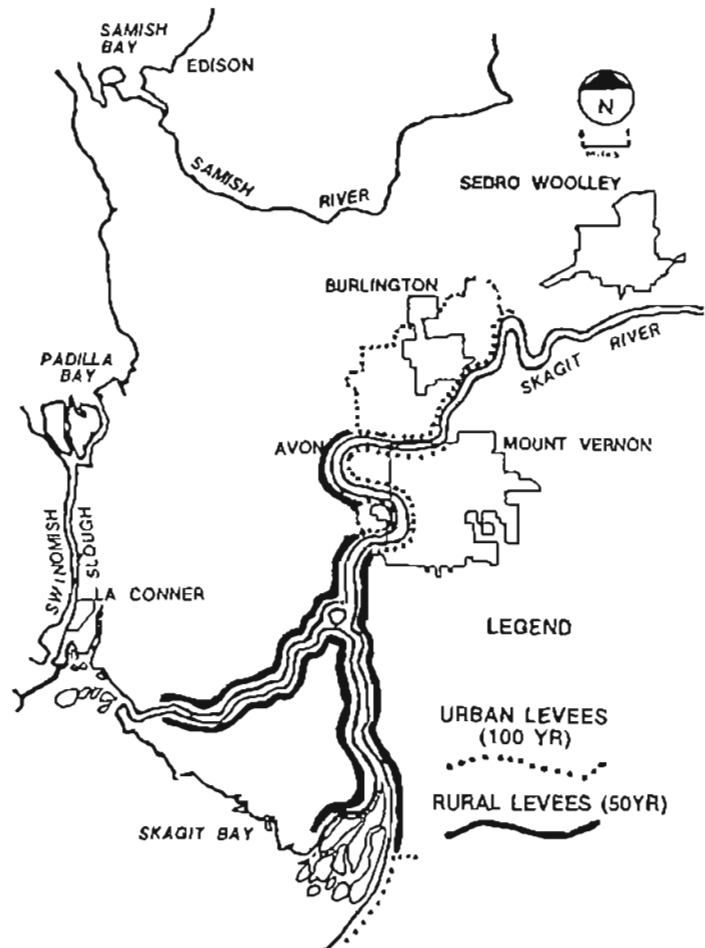 SAMISH
BAY
EDISON
N
MILES
SAMISH
RIVER
SEDRO WOOLLEY
BURLINGTON
SKAGIT RIVER
PADILLA
BAY
AVON
MOUNT VERNON
SWINOMISH
SLOUGH
LA CONNER
LEGEND
URBAN LEVEES
(100 YR)
RURAL LEVEES (50YR)
SKAGIT BAY